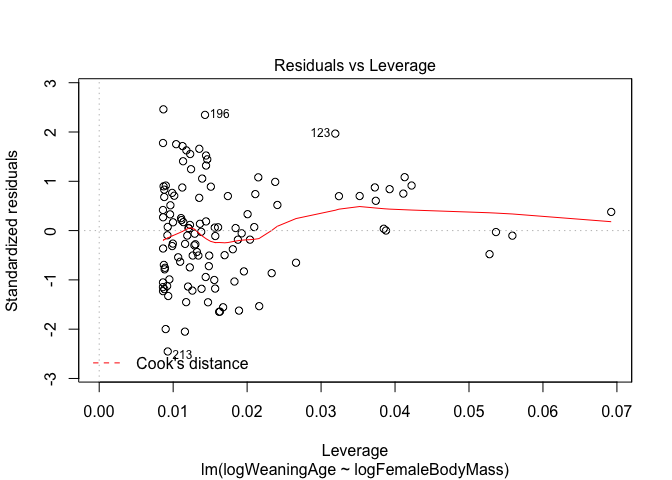 Residuals vs Leverage
Standardized residuals
3
2
1
0
-1
-2
-3
196
123
213
Cook's distance
0.00 0.01 0.02 0.03 0.04 0.05 0.06 0.07
Leverage
lm(logWeaningAge ~ logFemaleBodyMass)